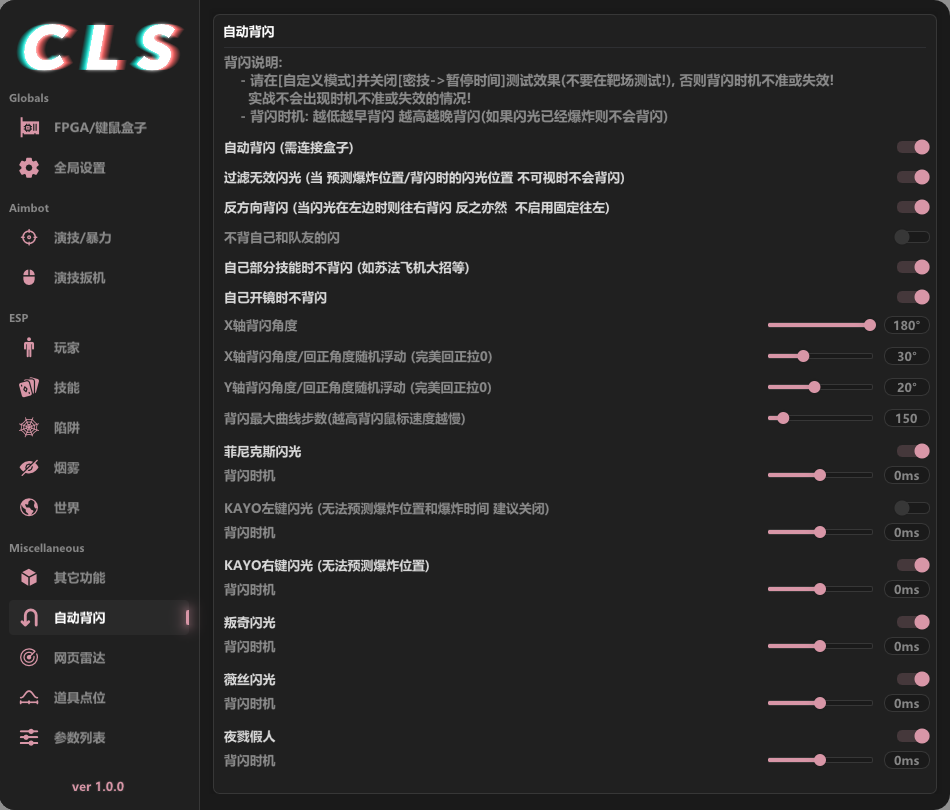 CLS
Globals
FPGA/键鼠盒子
全局设置
Aimbot
演技/暴力
演技扳机
ESP
玩家
技能
陷阱
烟雾
世界
Miscellaneous
其它功能
自动背闪
网页雷达
道具点位
参数列表
ver 1.0.0
自动背闪
背闪说明:
- 请在[自定义模式]并关闭[密技->暂停时间]测试效果(不要在靶场测试!), 否则背闪时机不准或失效!
实战不会出现时机不准或失效的情况!
- 背闪时机: 越低越早背闪 越高越晚背闪(如果闪光已经爆炸则不会背闪)
自动背闪 (需连接盒子)
过滤无效闪光 (当 预测爆炸位置/背闪时的闪光位置 不可视时不会背闪)
反方向背闪 (当闪光在左边时则往右背闪 反之亦然  不启用固定往左)
不背自己和队友的闪
自己部分技能时不背闪 (如苏法飞机大招等)
自己开镜时不背闪
X轴背闪角度 180°
X轴背闪角度/回正角度随机浮动 (完美回正拉0) 30°
Y轴背闪角度/回正角度随机浮动 (完美回正拉0) 20°
背闪最大曲线步数(越高背闪鼠标速度越慢) 150
菲尼克斯闪光
背闪时机 0ms
KAYO左键闪光 (无法预测爆炸位置和爆炸时间 建议关闭)
背闪时机 0ms
KAYO右键闪光 (无法预测爆炸位置)
背闪时机 0ms
叛奇闪光
背闪时机 0ms
薇丝闪光
背闪时机 0ms
夜戮假人
背闪时机 0ms